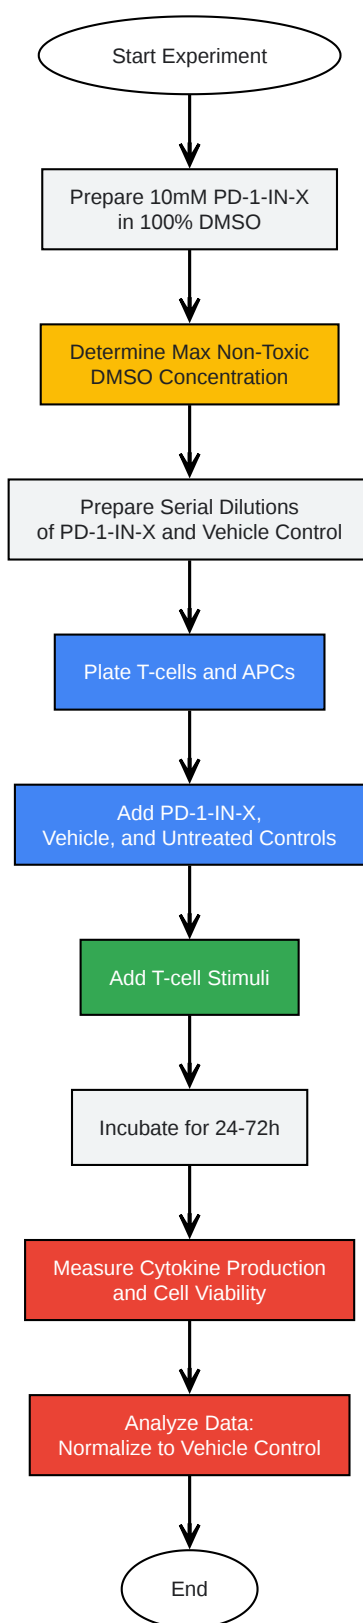 Start Experiment
Prepare 10mM PD-1-IN-X
in 100% DMSO
Determine Max Non-Toxic
DMSO Concentration
Prepare Serial Dilutions
of PD-1-IN-X and Vehicle Control
Plate T-cells and APCs
Add PD-1-IN-X,
Vehicle, and Untreated Controls
Add T-cell Stimuli
Incubate for 24-72h
Measure Cytokine Production
and Cell Viability
Analyze Data:
Normalize to Vehicle Control
End